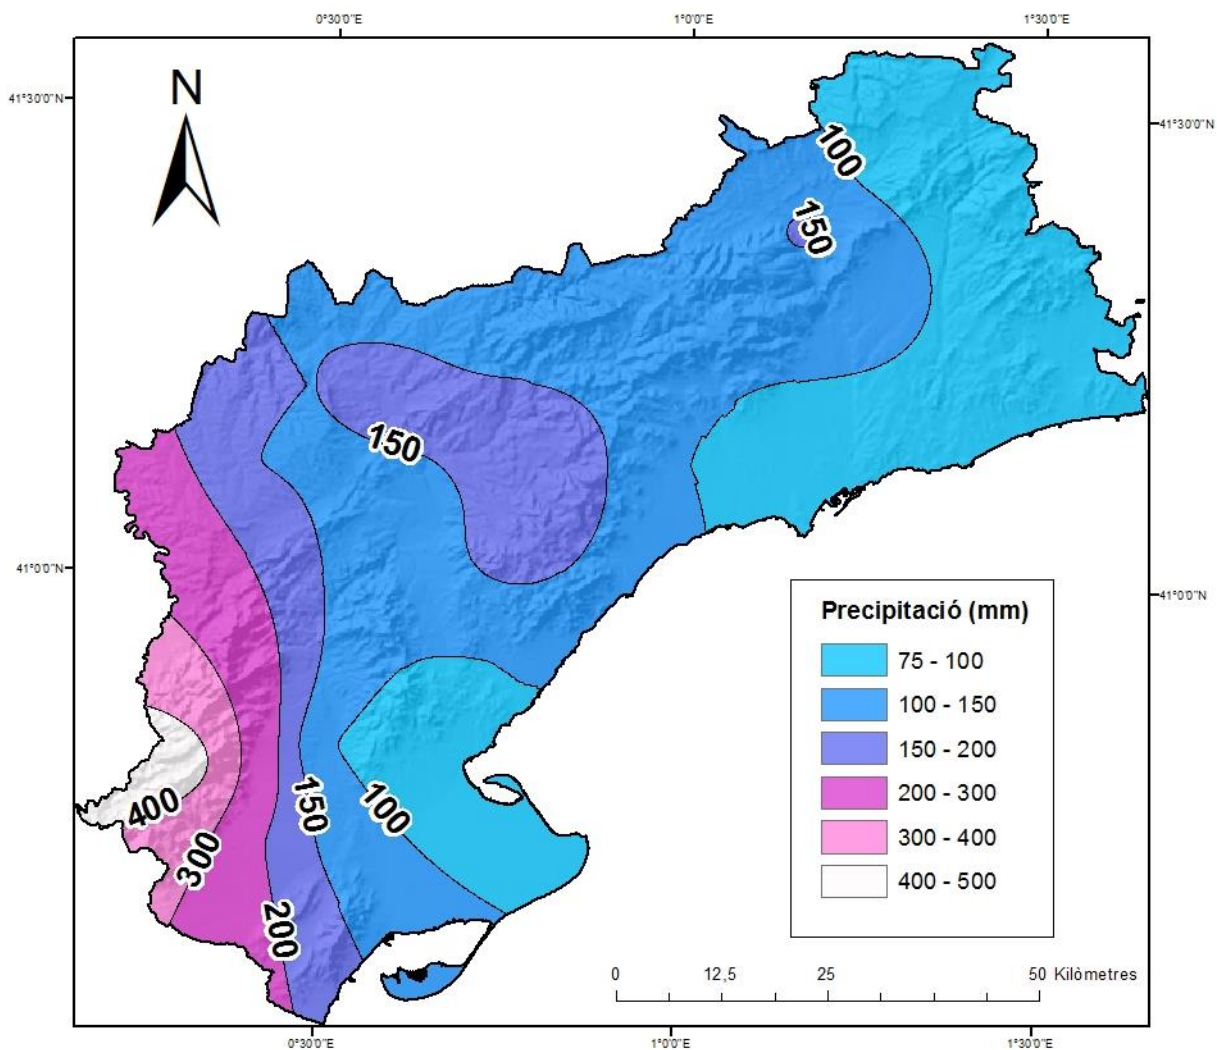 0°30'0"E 1°0'0"E 1°30'0"E
N
41°30'0"N
41°30'0"N
100
150
150
41°0'0"N
41°0'0"N
Precipitació (mm)
75 - 100
100 - 150
150 - 200
200 - 300
300 - 400
400 - 500
400
150
100
300
200
0 12,5 25 50 Kilòmetres
0°30'0"E 1°0'0"E 1°30'0"E